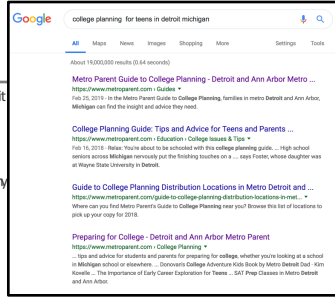 Google
college planning for teens in detroit michigan
All Maps News Images Shopping More Settings Tools
About 19,000,000 results (0.64 seconds)
Metro Parent Guide to College Planning - Detroit and Ann Arbor Metro ...
https://www.metroparent.com › Guides
Feb 25, 2019 - In the Metro Parent Guide to College Planning, families in metro Detroit and Ann Arbor,
Michigan can find the insight and advice they need.
College Planning Guide: Tips and Advice for Teens and Parents ...
https://www.metroparent.com › Education › College Issues & Tips
Feb 16, 2018 - Relax: You're about to be schooled with this college planning guide. ... High school
seniors across Michigan nervously put the finishing touches on a ... says Foster, whose daughter was
at Wayne State University in Detroit.
Guide to College Planning Distribution Locations in Metro Detroit and ...
https://www.metroparent.com/guide-to-college-planning-distribution-locations-in-met...
Where can you find Metro Parent's Guide to College Planning near you? Browse this list of locations to
pick up your copy for 2018.
Preparing for College - Detroit and Ann Arbor Metro Parent
https://www.metroparent.com › College Planning
... tips and advice for students and parents for preparing for college, whether you're looking at a school
in Michigan school or elsewhere. ... Donovan's College Adventure Kids Book by Metro Detroit Dad · Kim
Kovelle ... The Importance of Early Career Exploration for Teens ... SAT Prep Classes in Metro Detroit
and Ann Arbor.